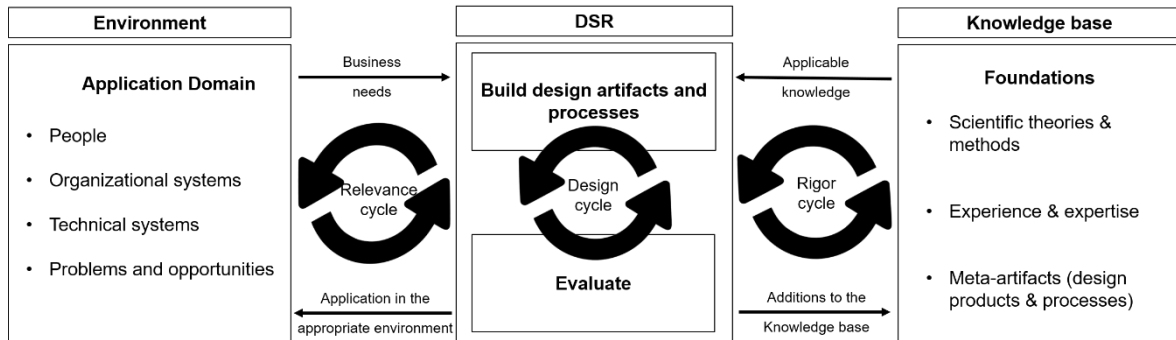 Environment
DSR
Knowledge base
Application Domain
• People
• Organizational systems
• Technical systems
• Problems and opportunities
Business
needs
Relevance
cycle
Application in the
appropriate environment
Build design artifacts and
processes
Design
cycle
Evaluate
Applicable
knowledge
Rigor
cycle
Additions to the
Knowledge base
Foundations
• Scientific theories &
methods
• Experience & expertise
• Meta-artifacts (design
products & processes)